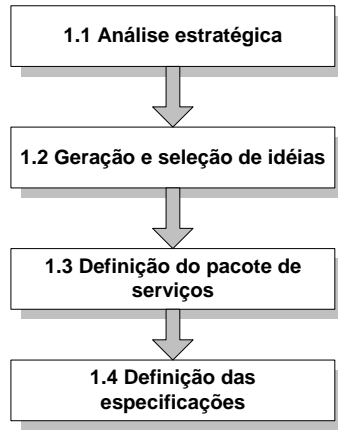 1.1 Análise estratégica
1.2 Geração e seleção de idéias
1.3 Definição do pacote de
serviços
1.4 Definição das
especificações